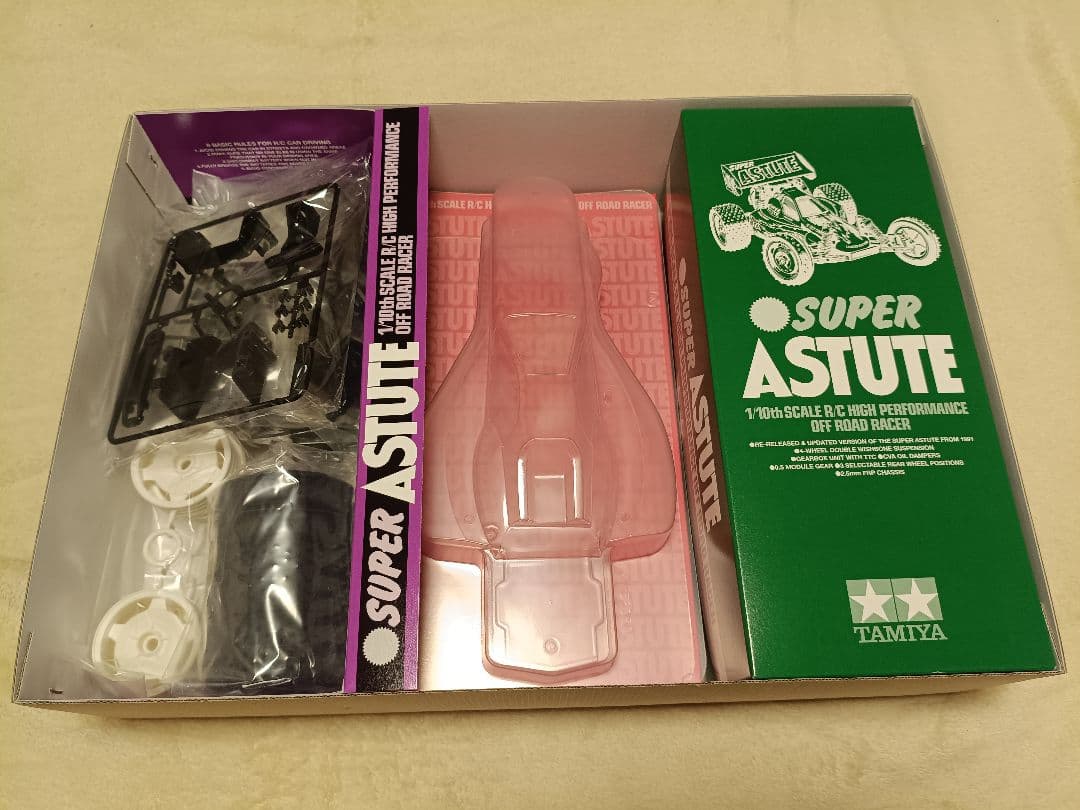 6 BASIC RULES FOR R/C CAR DRIVING
SUPER ASTUTE
1/10th SCALE R/C HIGH PERFORMANCE
OFF ROAD RACER
SCALE R/C
OFF ROAD RACER
ASTUTE
SUPER ASTUTE
SUPER
ASTUTE
SUPER
ASTUTE
1/10th SCALE R/C HIGH PERFORMANCE
OFF ROAD RACER
●RE-RELEASED & UPDATED VERSION OF THE SUPER ASTUTE FROM 1991
●4-WHEEL DOUBLE WISHBONE SUSPENSION
●GEARBOX UNIT WITH TTC ●CVA OIL DAMPERS
●0.5 MODULE GEAR ●3 SELECTABLE REAR WHEEL POSITIONS
●2.5mm FRP CHASSIS
TAMIYA